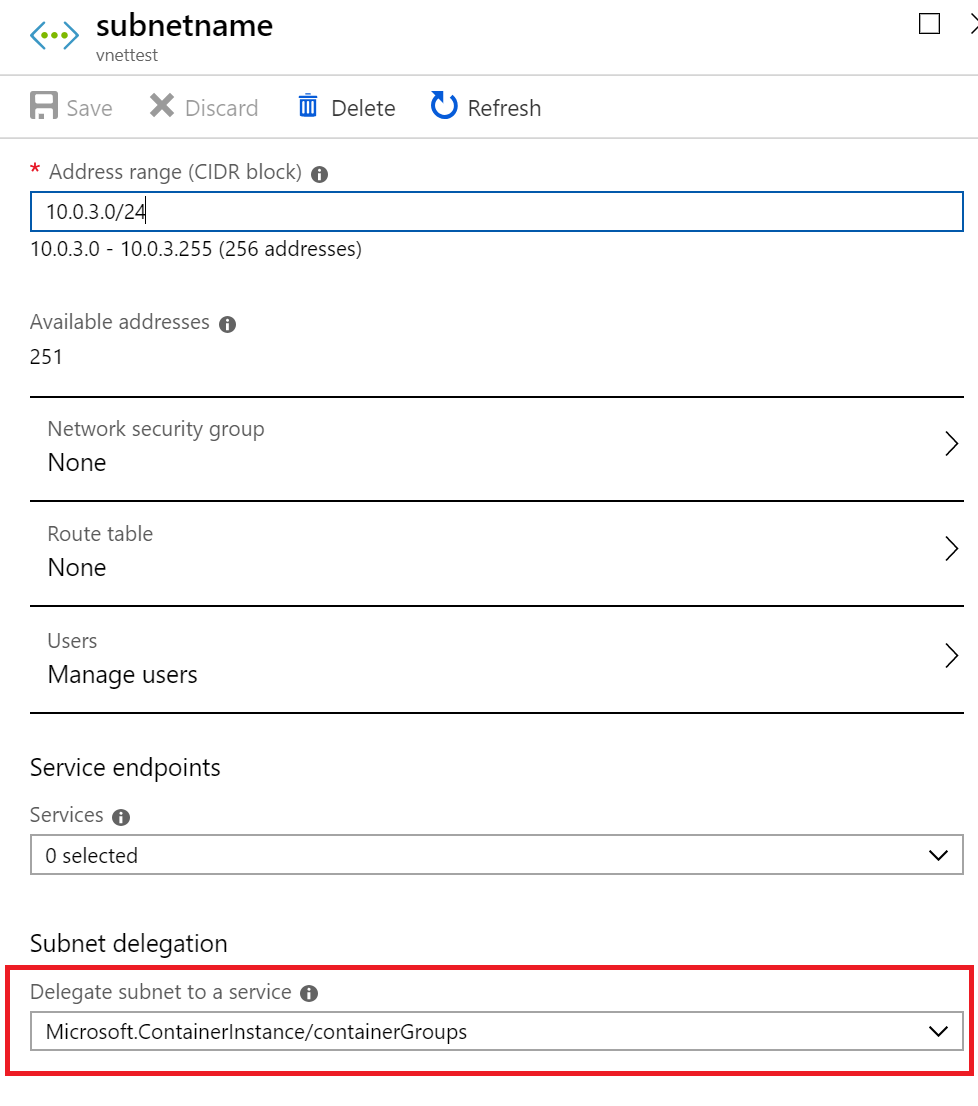 subnetname
vnettest
Save Discard Delete Refresh
* Address range (CIDR block)
10.0.3.0/24
10.0.3.0 - 10.0.3.255 (256 addresses)
Available addresses
251
Network security group
None
Route table
None
Users
Manage users
Service endpoints
Services
0 selected
Subnet delegation
Delegate subnet to a service
Microsoft.ContainerInstance/containerGroups